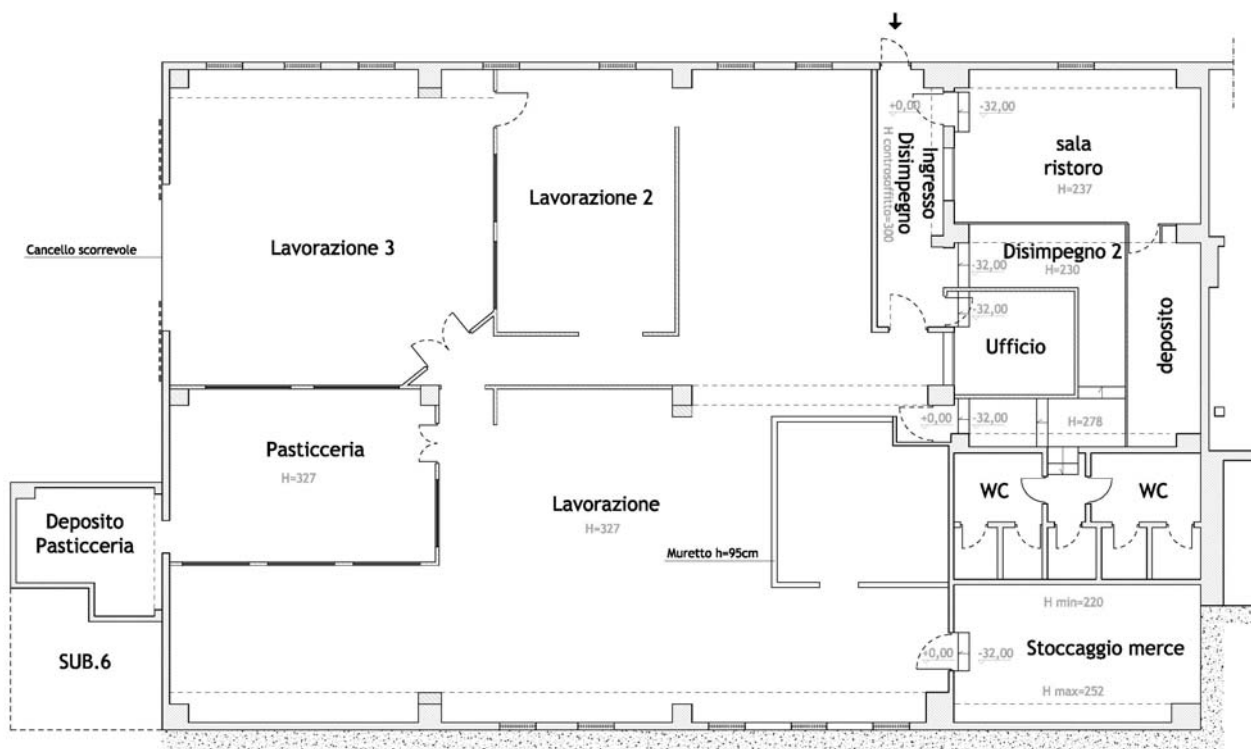 +0,00
-32,00
Ingresso
Disimpegno
H controsoffitto=300
sala
ristoro
H=237
Lavorazione 2
Cancello scorrevole
Lavorazione 3
Disimpegno 2
H=230
-32,00
-32,00
Ufficio
deposito
+0,00
-32,00
H=278
Pasticceria
H=327
Lavorazione
H=327
WC
WC
Deposito
Pasticceria
Muretto h=95cm
H min=220
SUB.6
+0,00
-32,00
Stoccaggio merce
H max=252